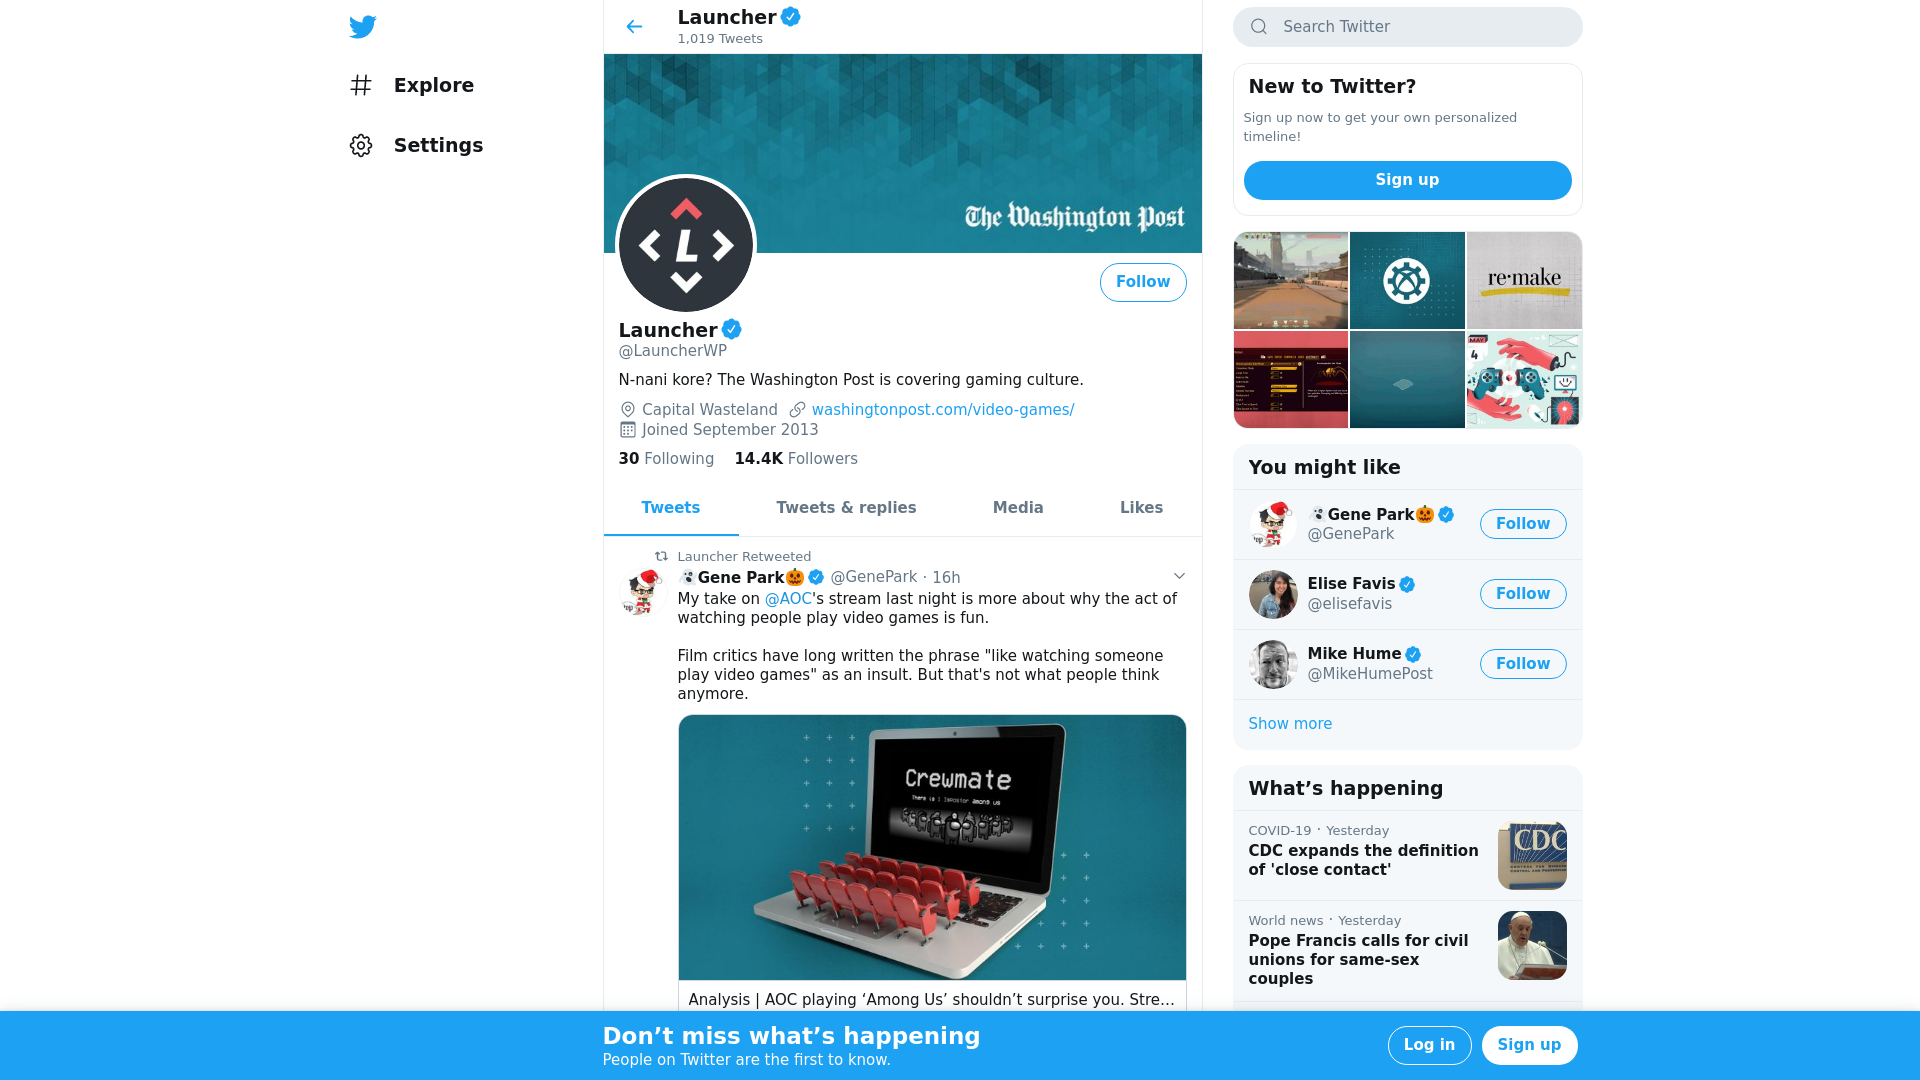 Explore
Settings
Launcher
1,019 Tweets
The Washington Post
L
Follow
Launcher
@LauncherWP
N-nani kore? The Washington Post is covering gaming culture.
Capital Wasteland washingtonpost.com/video-games/
Joined September 2013
30 Following 14.4K Followers
Tweets Tweets & replies Media Likes
Launcher Retweeted
Gene Park @GenePark · 16h
My take on @AOC's stream last night is more about why the act of
watching people play video games is fun.
Film critics have long written the phrase "like watching someone
play video games" as an insult. But that's not what people think
anymore.
Crewmate
There is 1 Impostor among us
Analysis | AOC playing ‘Among Us’ shouldn’t surprise you. Stre…
Search Twitter
New to Twitter?
Sign up now to get your own personalized
timeline!
Sign up
re·make
MAY
4
You might like
Gene Park
@GenePark
Follow
Elise Favis
@elisefavis
Follow
Mike Hume
@MikeHumePost
Follow
Show more
What’s happening
COVID-19 · Yesterday
CDC expands the definition
of 'close contact'
CDC
World news · Yesterday
Pope Francis calls for civil
unions for same-sex
couples
Don’t miss what’s happening
People on Twitter are the first to know.
Log in
Sign up